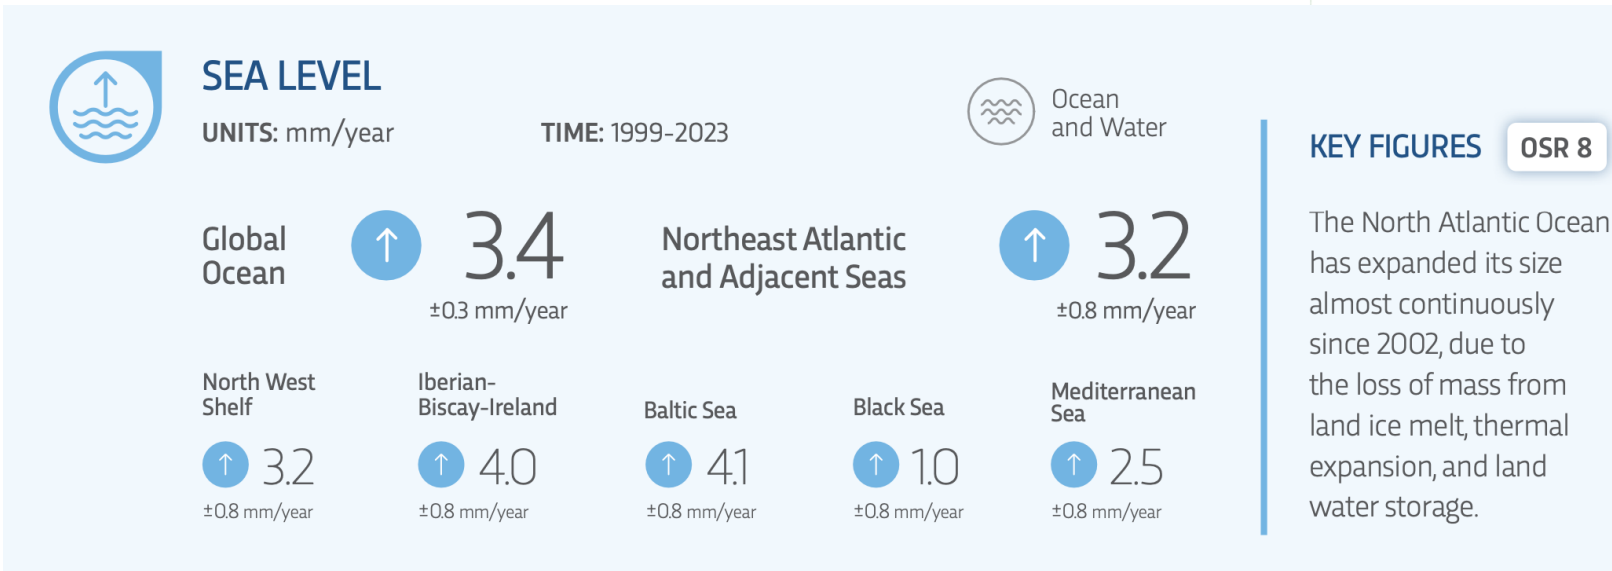 SEA LEVEL
UNITS: mm/year
TIME: 1999-2023
Ocean
and Water
Global
Ocean
3.4
±0.3 mm/year
Northeast Atlantic
and Adjacent Seas
3.2
±0.8 mm/year
North West
Shelf
3.2
±0.8 mm/year
Iberian-
Biscay-Ireland
4.0
±0.8 mm/year
Baltic Sea
4.1
±0.8 mm/year
Black Sea
1.0
±0.8 mm/year
Mediterranean
Sea
2.5
±0.8 mm/year
KEY FIGURES
OSR 8
The North Atlantic Ocean
has expanded its size
almost continuously
since 2002, due to
the loss of mass from
land ice melt, thermal
expansion, and land
water storage.